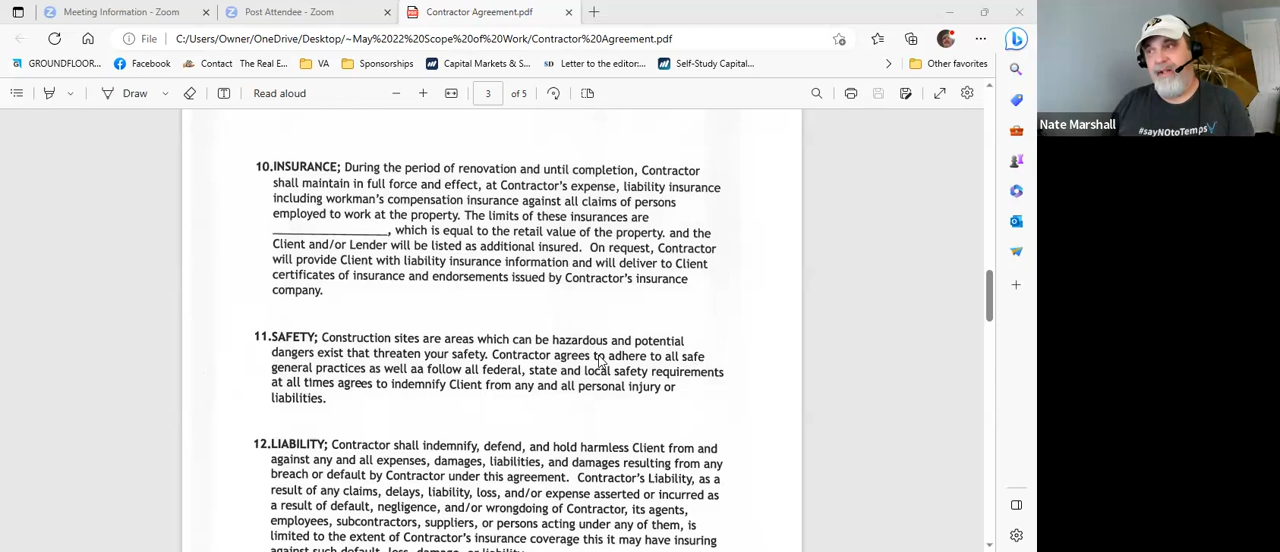 Meeting Information - Zoom
Post Attendee - Zoom
Contractor Agreement.pdf
File
C:/Users/Owner/OneDrive/Desktop/~May%2022%20Scope%20of%20Work/Contractor%20Agreement.pdf
GROUNDFLOOR...
Facebook
Contact
The Real E...
VA
Sponsorships
Capital Markets & S...
SD
Letter to the editor:...
Self-Study Capital...
Other favorites
Draw
Read aloud
3
of 5
Nate Marshall
#sayNOtoTemps
10.INSURANCE; During the period of renovation and until completion, Contractor
shall maintain in full force and effect, at Contractor's expense, liability insurance
including workman's compensation insurance against all claims of persons
employed to work at the property. The limits of these insurances are
____________________, which is equal to the retail value of the property. and the
Client and/or Lender will be listed as additional insured. On request, Contractor
will provide Client with liability insurance information and will deliver to Client
certificates of insurance and endorsements issued by Contractor's insurance
company.
11.SAFETY; Construction sites are areas which can be hazardous and potential
dangers exist that threaten your safety. Contractor agrees to adhere to all safe
general practices as well aa follow all federal, state and local safety requirements
at all times agrees to indemnify Client from any and all personal injury or
liabilities.
12.LIABILITY; Contractor shall indemnify, defend, and hold harmless Client from and
against any and all expenses, damages, liabilities, and damages resulting from any
breach or default by Contractor under this agreement. Contractor's Liability, as a
result of any claims, delays, liability, loss, and/or expense asserted or incurred as
a result of default, negligence, and/or wrongdoing of Contractor, its agents,
employees, subcontractors, suppliers, or persons acting under any of them, is
limited to the extent of Contractor's insurance coverage this it may have insuring
against such default, loss, damage, or liability.